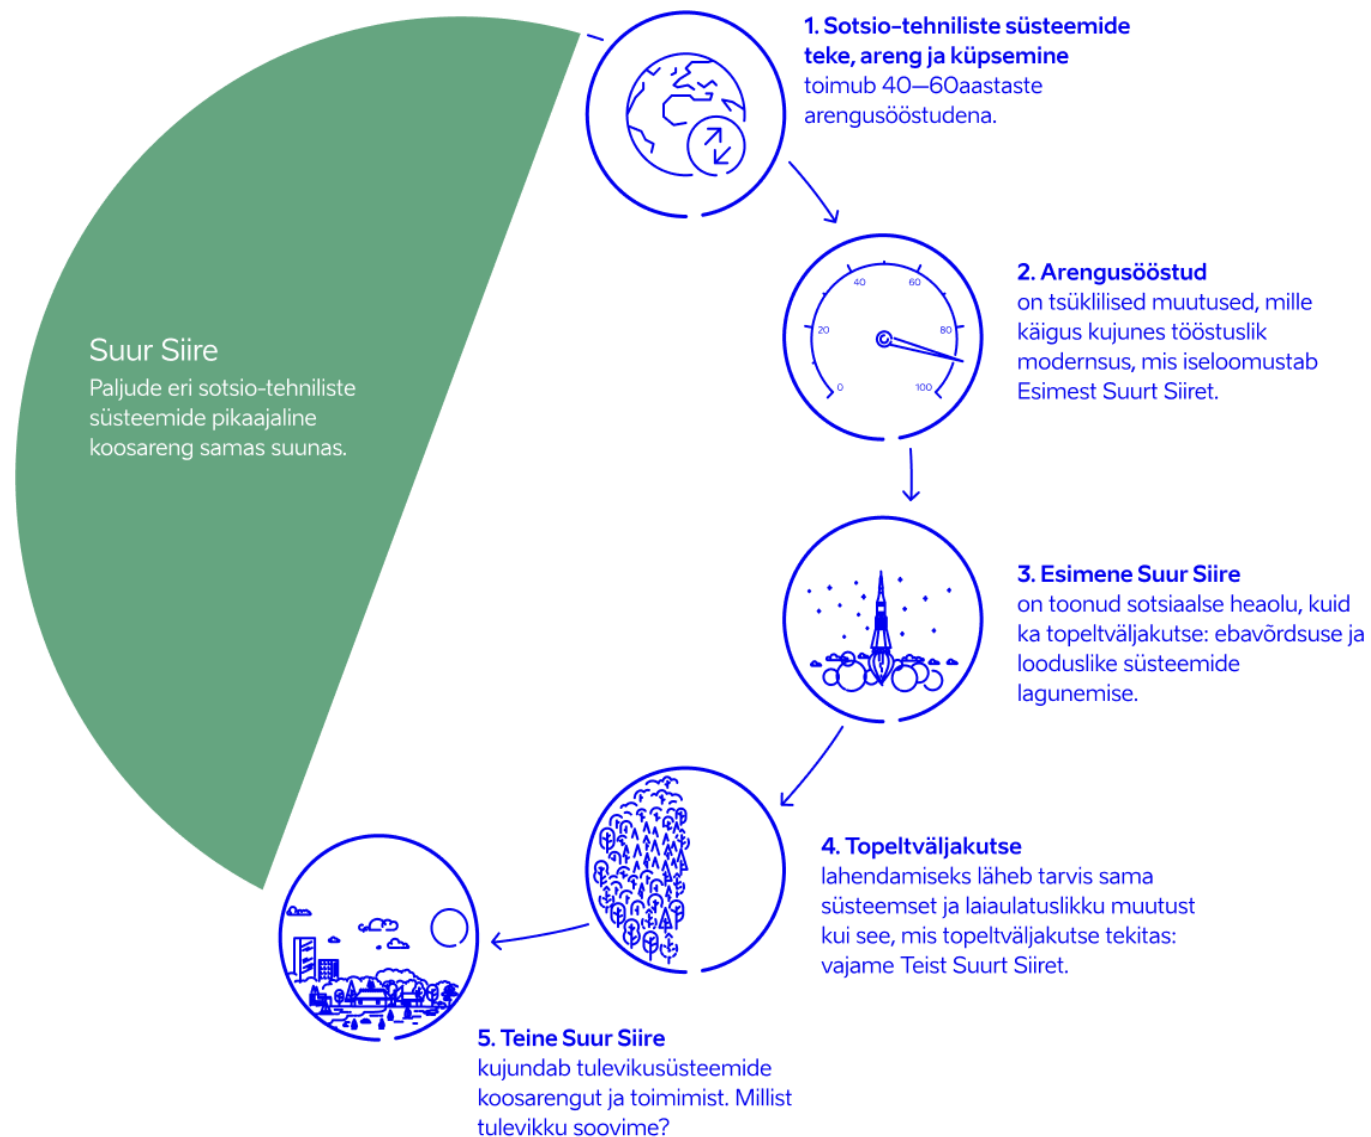 Suur Siire
Paljude eri sotsio-tehniliste
süsteemide pikaajaline
koosareng samas suunas.
1. Sotsio-tehniliste süsteemide
teke, areng ja küpsemine
toimub 40—60aastaste
arengusööstudena.
2. Arengusööstud
on tsüklilised muutused, mille
käigus kujunes tööstuslik
modernsus, mis iseloomustab
Esimest Suurt Siiret.
0
20
40
60
80
100
3. Esimene Suur Siire
on toonud sotsiaalse heaolu, kuid
ka topeltväljakutse: ebavõrdsuse ja
looduslike süsteemide
lagunemise.
4. Topeltväljakutse
lahendamiseks läheb tarvis sama
süsteemset ja laiaulatuslikku muutust
kui see, mis topeltväljakutse tekitas:
vajame Teist Suurt Siiret.
5. Teine Suur Siire
kujundab tulevikusüsteemide
koosarengut ja toimimist. Millist
tulevikku soovime?